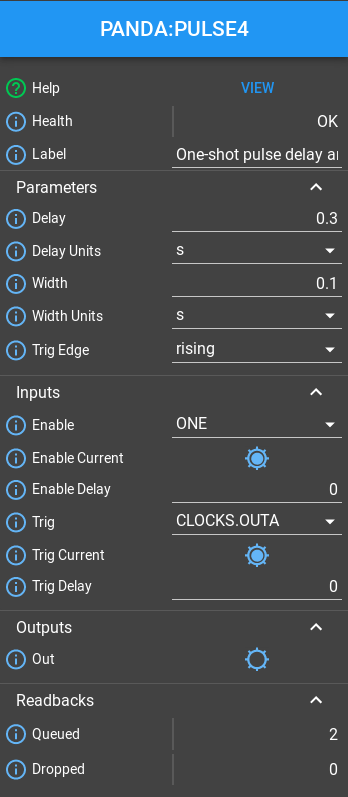 PANDA:PULSE4
Help VIEW
Health OK
Label One-shot pulse delay
Parameters
Delay 0.3
Delay Units s
Width 0.1
Width Units s
Trig Edge rising
Inputs
Enable ONE
Enable Current
Enable Delay 0
Trig CLOCKS.OUTA
Trig Current
Trig Delay 0
Outputs
Out
Readbacks
Queued 2
Dropped 0